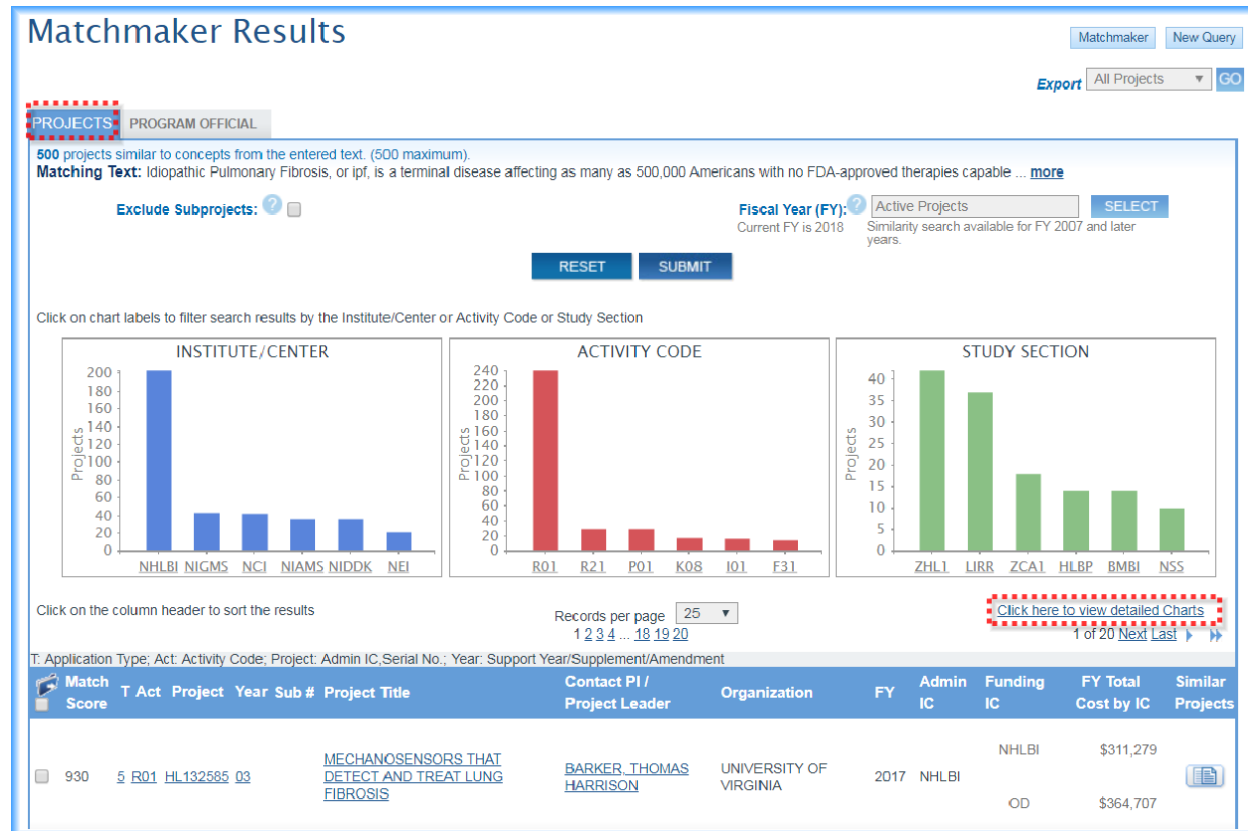 Matchmaker Results
Matchmaker New Query
Export All Projects GO
PROJECTS PROGRAM OFFICIAL
500 projects similar to concepts from the entered text. (500 maximum).
Matching Text: Idiopathic Pulmonary Fibrosis, or ipf, is a terminal disease affecting as many as 500,000 Americans with no FDA-approved therapies capable ... more
Exclude Subprojects: ? Fiscal Year (FY): ? Active Projects SELECT
Current FY is 2018 Similarity search available for FY 2007 and later
years.
RESET SUBMIT
Click on chart labels to filter search results by the Institute/Center or Activity Code or Study Section
INSTITUTE/CENTER
Projects
200
180
160
140
120
100
80
60
40
20
0
NHLBI NIGMS NCI NIAMS NIDDK NEI
ACTIVITY CODE
Projects
240
220
200
180
160
140
120
100
80
60
40
20
0
R01 R21 P01 K08 I01 F31
STUDY SECTION
Projects
40
35
30
25
20
15
10
5
0
ZHL1 LIRR ZCA1 HLBP BMBI NSS
Click on the column header to sort the results
Records per page 25
1 2 3 4 ... 18 19 20
Click here to view detailed Charts
1 of 20 Next Last
T: Application Type; Act: Activity Code; Project: Admin IC,Serial No.; Year: Support Year/Supplement/Amendment
Match Score T Act Project Year Sub # Project Title Contact PI / Project Leader Organization FY Admin IC Funding IC FY Total Cost by IC Similar Projects
930 5 R01 HL132585 03 MECHANOSENSORS THAT DETECT AND TREAT LUNG FIBROSIS BARKER, THOMAS HARRISON UNIVERSITY OF VIRGINIA 2017 NHLBI
NHLBI $311,279
OD $364,707